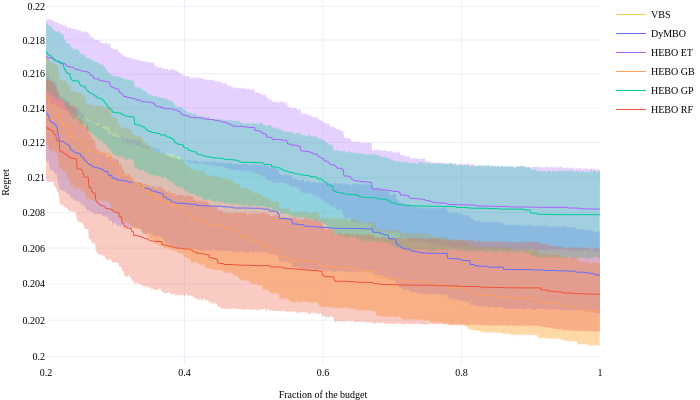 0.22
0.218
0.216
0.214
0.212
0.21
0.208
0.206
0.204
0.202
0.2
Regret
0.2
0.4
0.6
0.8
1
Fraction of the budget
VBS
DyMBO
HEBO ET
HEBO GB
HEBO GP
HEBO RF